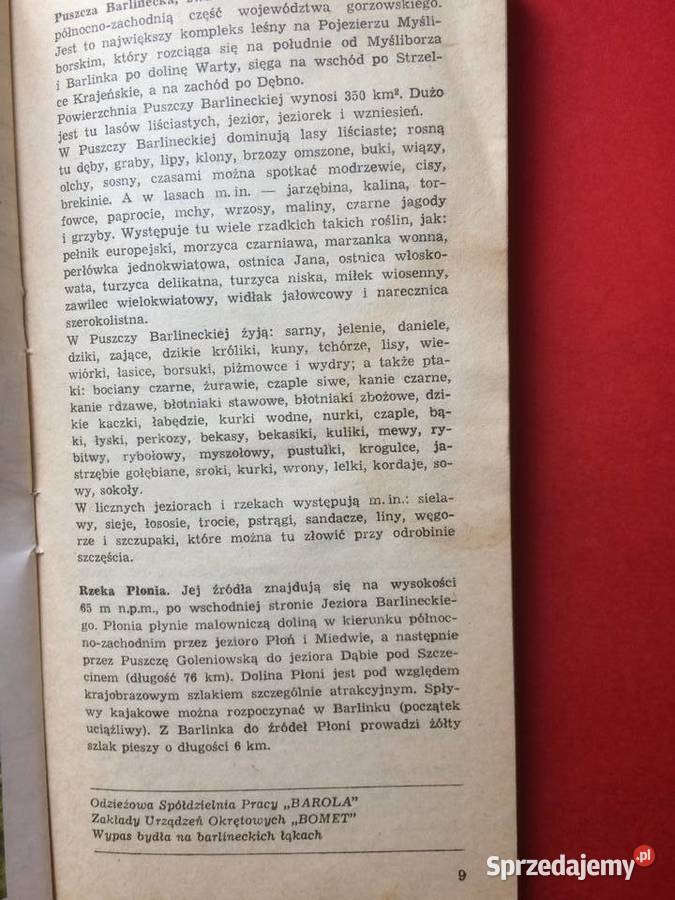 Puszcza Barlinecka,
północno-zachodnią część województwa gorzowskiego.
Jest to największy kompleks leśny na Pojezierzu Myśli-
borskim, który rozciąga się na południe od Myśliborza
i Barlinka po dolinę Warty, sięga na wschód po Strzel-
ce Krajeńskie, a na zachód po Dębno.
Powierzchnia Puszczy Barlineckiej wynosi 350 km². Dużo
jest tu lasów liściastych, jezior, jeziorek i wzniesień.
W Puszczy Barlineckiej dominują lasy liściaste; rosną
tu dęby, graby, lipy, klony, brzozy omszone, buki, wiązy,
olchy, sosny, czasami można spotkać modrzewie, cisy,
brekinie. A w lasach m. in. — jarzębina, kalina, tor-
fowce, paprocie, mchy, wrzosy, maliny, czarne jagody
i grzyby. Występuje tu wiele rzadkich takich roślin, jak:
pełnik europejski, morzyca czarniawa, marzanka wonna,
perłówka jednokwiatowa, ostnica Jana, ostnica włosko-
wata, turzyca delikatna, turzyca niska, miłek wiosenny,
zawilec wielokwiatowy, widłak jałowcowy i narecznica
szerokolistna.
W Puszczy Barlineckiej żyją: sarny, jelenie, daniele,
dziki, zające, dzikie króliki, kuny, tchórze, lisy, wie-
wiórki, łasice, borsuki, piżmowce i wydry; a także pta-
ki: bociany czarne, żurawie, czaple siwe, kanie czarne,
kanie rdzawe, błotniaki stawowe, błotniaki zbożowe, dzi-
kie kaczki, łabędzie, kurki wodne, nurki, czaple, bą-
ki, łyski, perkozy, bekasy, bekasiki, kuliki, mewy, ry-
bitwy, rybołowy, myszołowy, pustułki, krogulce, ja-
strzębie gołębiane, sroki, kurki, wrony, lelki, kordaje, so-
wy, sokoły.
W licznych jeziorach i rzekach występują m. in.: siela-
wy, sieje, łososie, trocie, pstrągi, sandacze, liny, węgo-
rze i szczupaki, które można tu złowić przy odrobinie
szczęścia.
Rzeka Płonia. Jej źródła znajdują się na wysokości
65 m n.p.m., po wschodniej stronie Jeziora Barlineckie-
go. Płonia płynie malowniczą doliną w kierunku północ-
no-zachodnim przez jezioro Płoń i Miedwie, a następnie
przez Puszczę Goleniowską do jeziora Dąbie pod Szcze-
cinem (długość 76 km). Dolina Płoni jest pod względem
krajobrazowym szlakiem szczególnie atrakcyjnym. Spły-
wy kajakowe można rozpoczynać w Barlinku (początek
uciążliwy). Z Barlinka do źródeł Płoni prowadzi żółty
szlak pieszy o długości 6 km.
Odzieżowa Spółdzielnia Pracy „BAROLA”
Zakłady Urządzeń Okrętowych „BOMET”
Wypas bydła na barlineckich łąkach
9
Sprzedajemy.pl